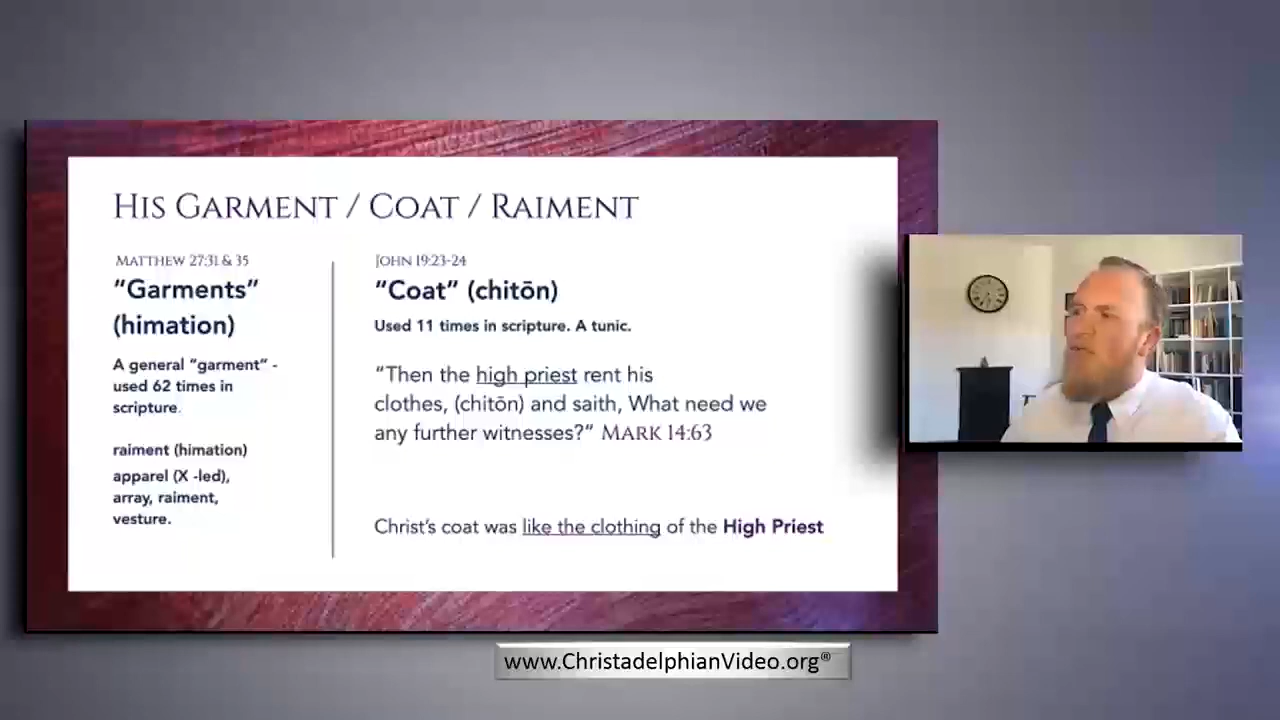 HIS GARMENT / COAT / RAIMENT
MATTHEW 27:31 & 35
“Garments”
(himation)
A general “garment” -
used 62 times in
scripture.
raiment (himation)
apparel (X -led),
array, raiment,
vesture.
JOHN 19:23-24
“Coat” (chitōn)
Used 11 times in scripture. A tunic.
“Then the high priest rent his
clothes, (chitōn) and saith, What need we
any further witnesses?” MARK 14:63
Christ’s coat was like the clothing of the High Priest
www.ChristadelphianVideo.org®